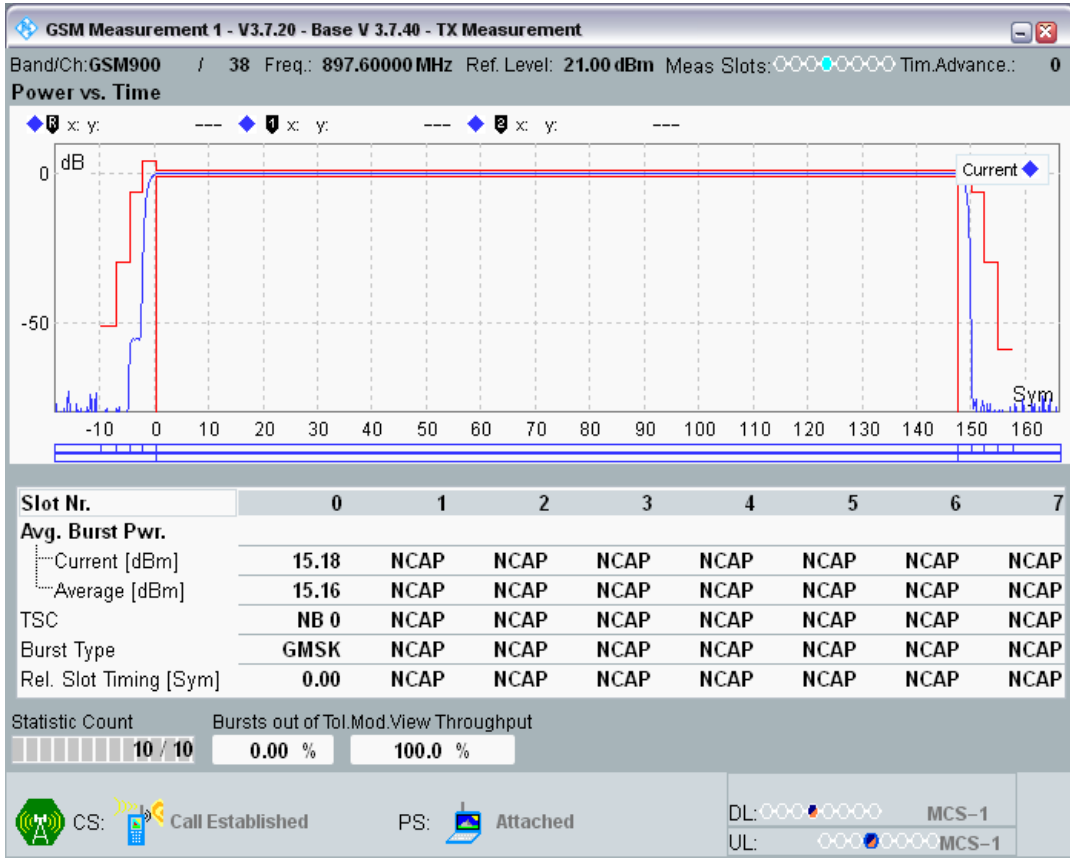 GSM Measurement 1 - V3.7.20 - Base V 3.7.40 - TX Measurement
Band/Ch:GSM900 / 38 Freq.: 897.60000 MHz Ref. Level: 21.00 dBm Meas Slots: Tim.Advance.: 0
Power vs. Time
R x: y: --- 1 x: y: --- 2 x: y: ---
dB
Current
0
-50
Sym
-10 0 10 20 30 40 50 60 70 80 90 100 110 120 130 140 150 160
Slot Nr. 0 1 2 3 4 5 6 7
Avg. Burst Pwr.
Current [dBm] 15.18 NCAP NCAP NCAP NCAP NCAP NCAP NCAP
Average [dBm] 15.16 NCAP NCAP NCAP NCAP NCAP NCAP NCAP
TSC NB 0 NCAP NCAP NCAP NCAP NCAP NCAP NCAP
Burst Type GMSK NCAP NCAP NCAP NCAP NCAP NCAP NCAP
Rel. Slot Timing [Sym] 0.00 NCAP NCAP NCAP NCAP NCAP NCAP NCAP
Statistic Count Bursts out of Tol.Mod.View Throughput
10 / 10 0.00 % 100.0 %
CS: Call Established PS: Attached
DL: MCS-1
UL: MCS-1